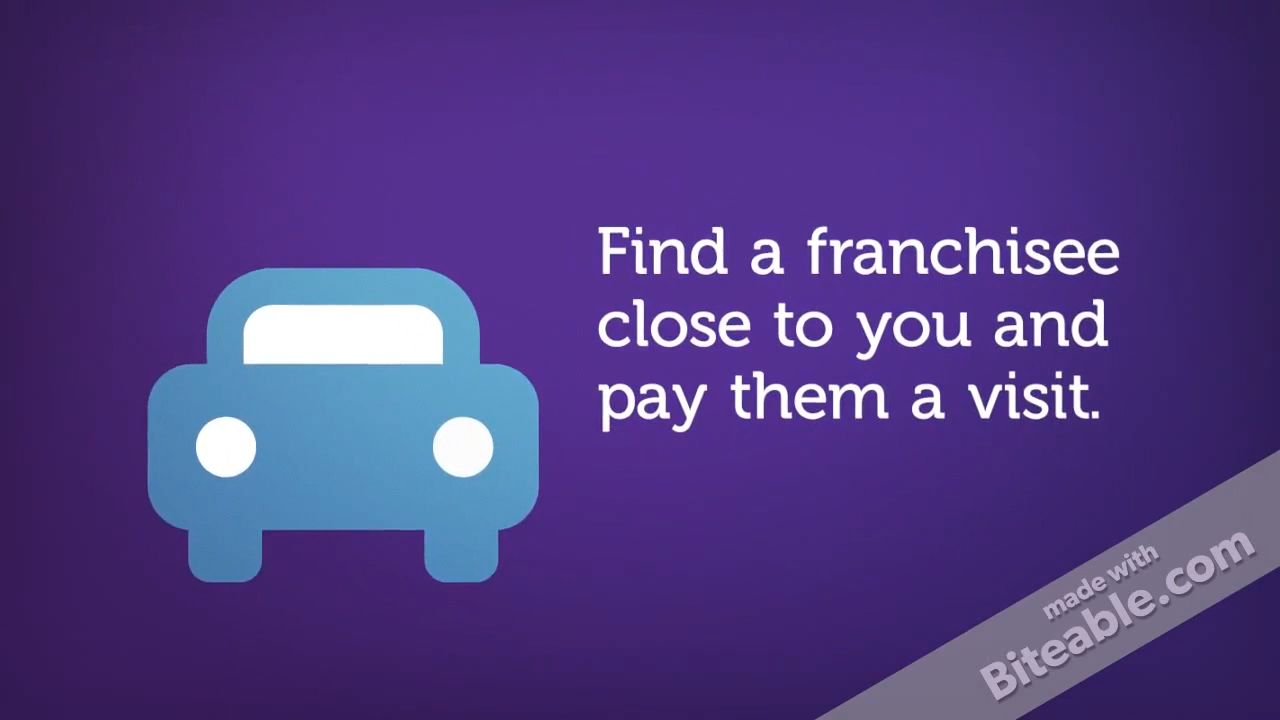 Find a franchisee
close to you and
pay them a visit.
made with
Biteable.com